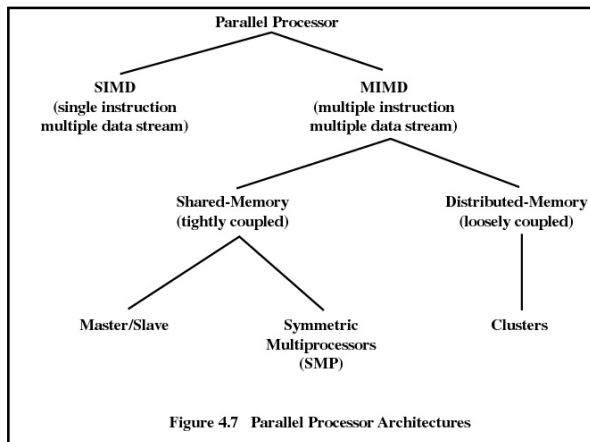 Parallel Processor
SIMD
(single instruction
multiple data stream)
MIMD
(multiple instruction
multiple data stream)
Shared-Memory
(tightly coupled)
Distributed-Memory
(loosely coupled)
Master/Slave
Symmetric
Multiprocessors
(SMP)
Clusters
Figure 4.7 Parallel Processor Architectures